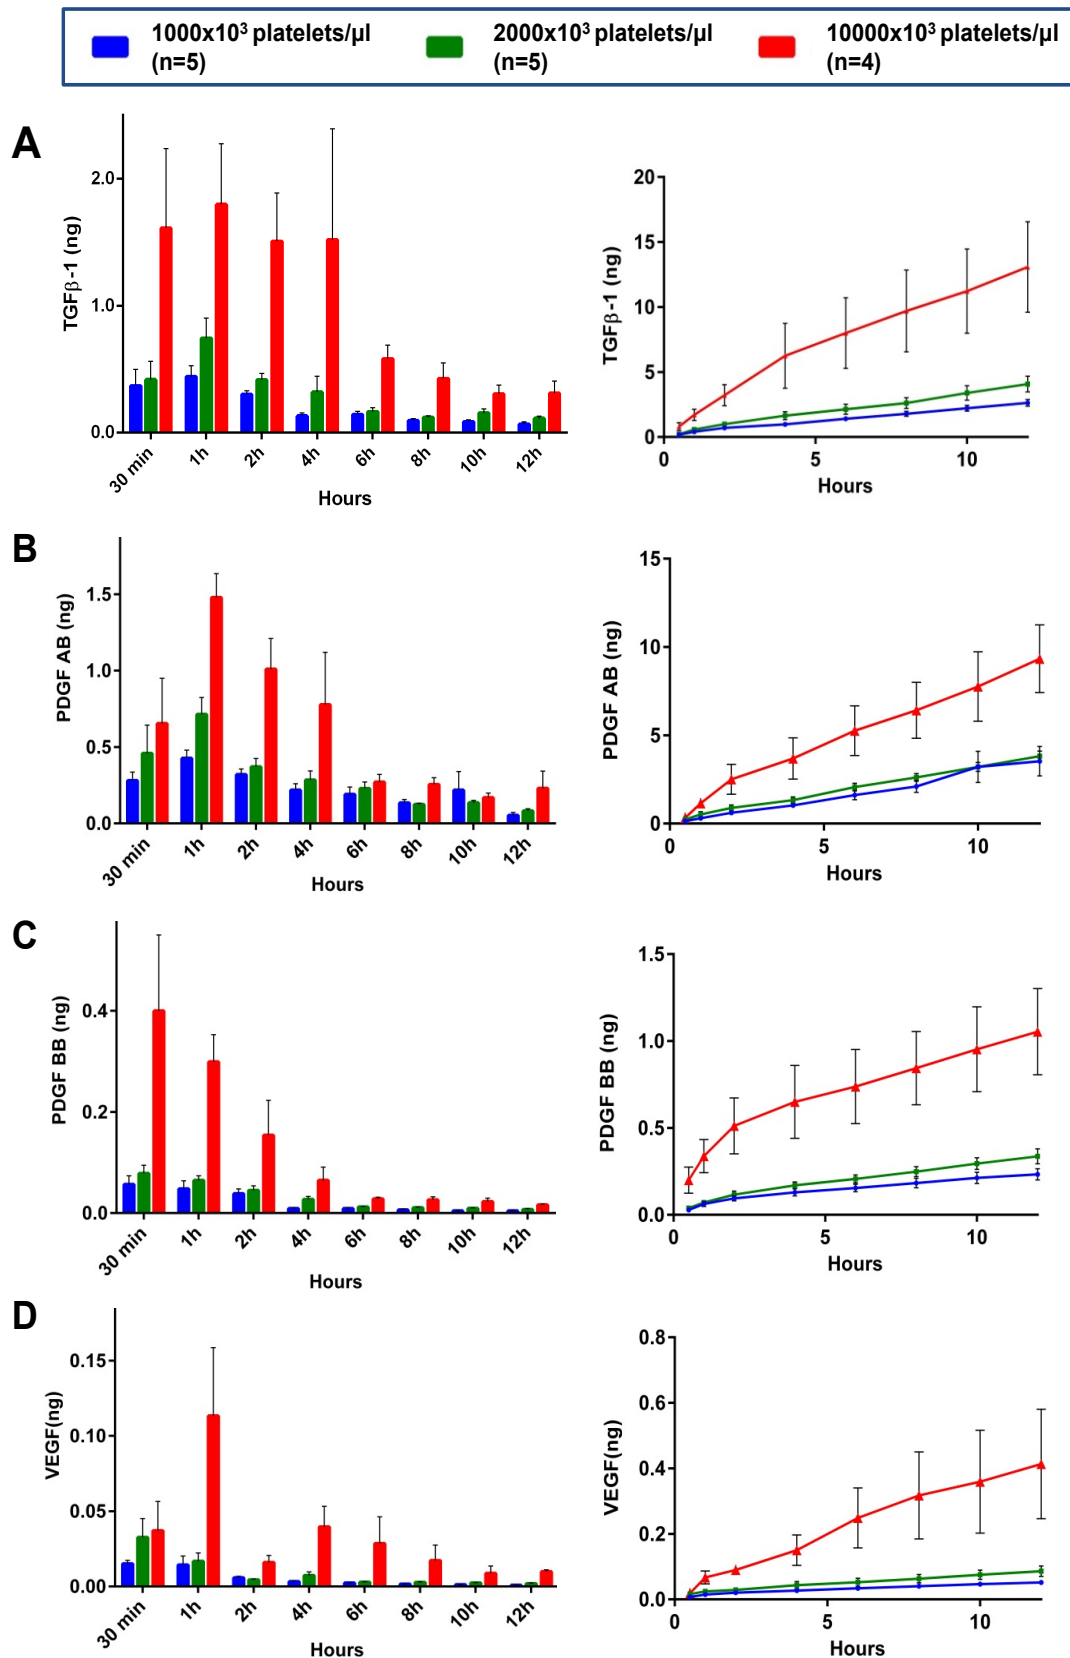 1000x10³ platelets/µl
(n=5)
2000x10³ platelets/µl
(n=5)
10000x10³ platelets/µl
(n=4)
A
TGFβ-1 (ng)
2.0
1.0
0.0
30 min 1h 2h 4h 6h 8h 10h 12h
Hours
TGFβ-1 (ng)
20
15
10
5
0
0 5 10
Hours
B
PDGF AB (ng)
1.5
1.0
0.5
0.0
30 min 1h 2h 4h 6h 8h 10h 12h
Hours
PDGF AB (ng)
15
10
5
0
0 5 10
Hours
C
PDGF BB (ng)
0.4
0.2
0.0
30 min 1h 2h 4h 6h 8h 10h 12h
Hours
PDGF BB (ng)
1.5
1.0
0.5
0.0
0 5 10
Hours
D
VEGF(ng)
0.15
0.10
0.05
0.00
30 min 1h 2h 4h 6h 8h 10h 12h
Hours
VEGF(ng)
0.8
0.6
0.4
0.2
0.0
0 5 10
Hours